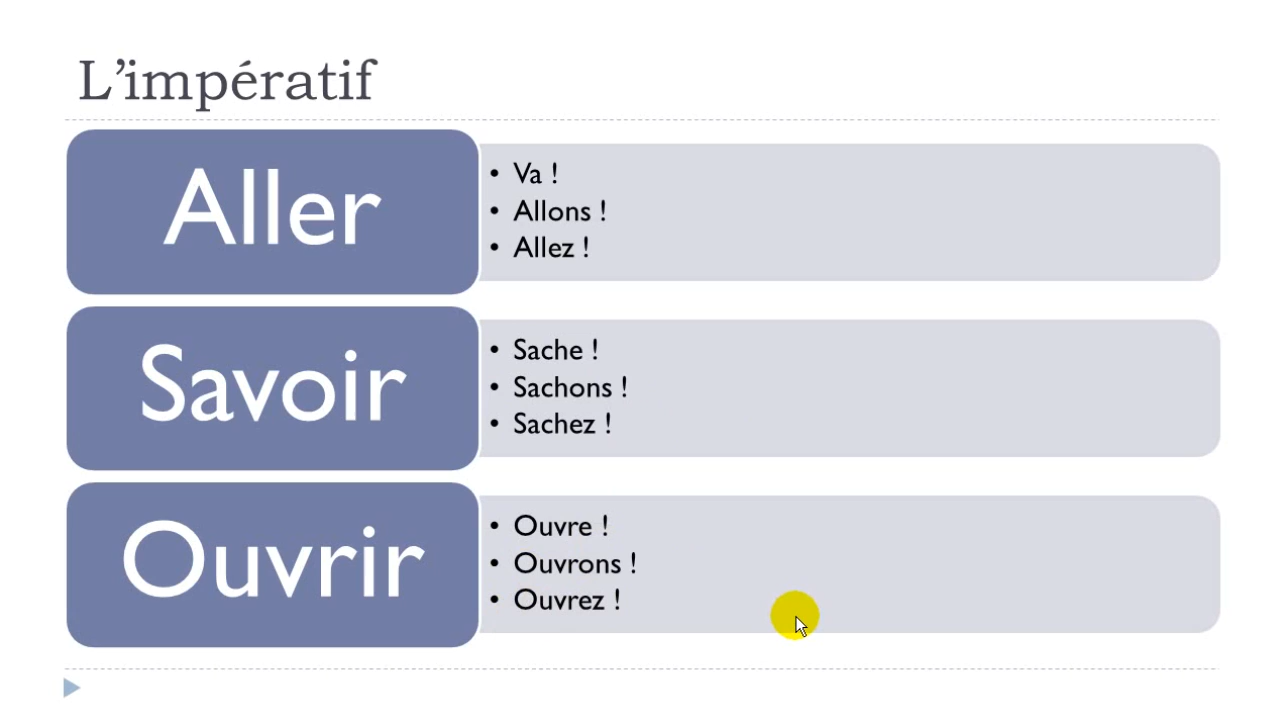 L’impératif
Aller
• Va !
• Allons !
• Allez !
Savoir
• Sache !
• Sachons !
• Sachez !
Ouvrir
• Ouvre !
• Ouvrons !
• Ouvrez !